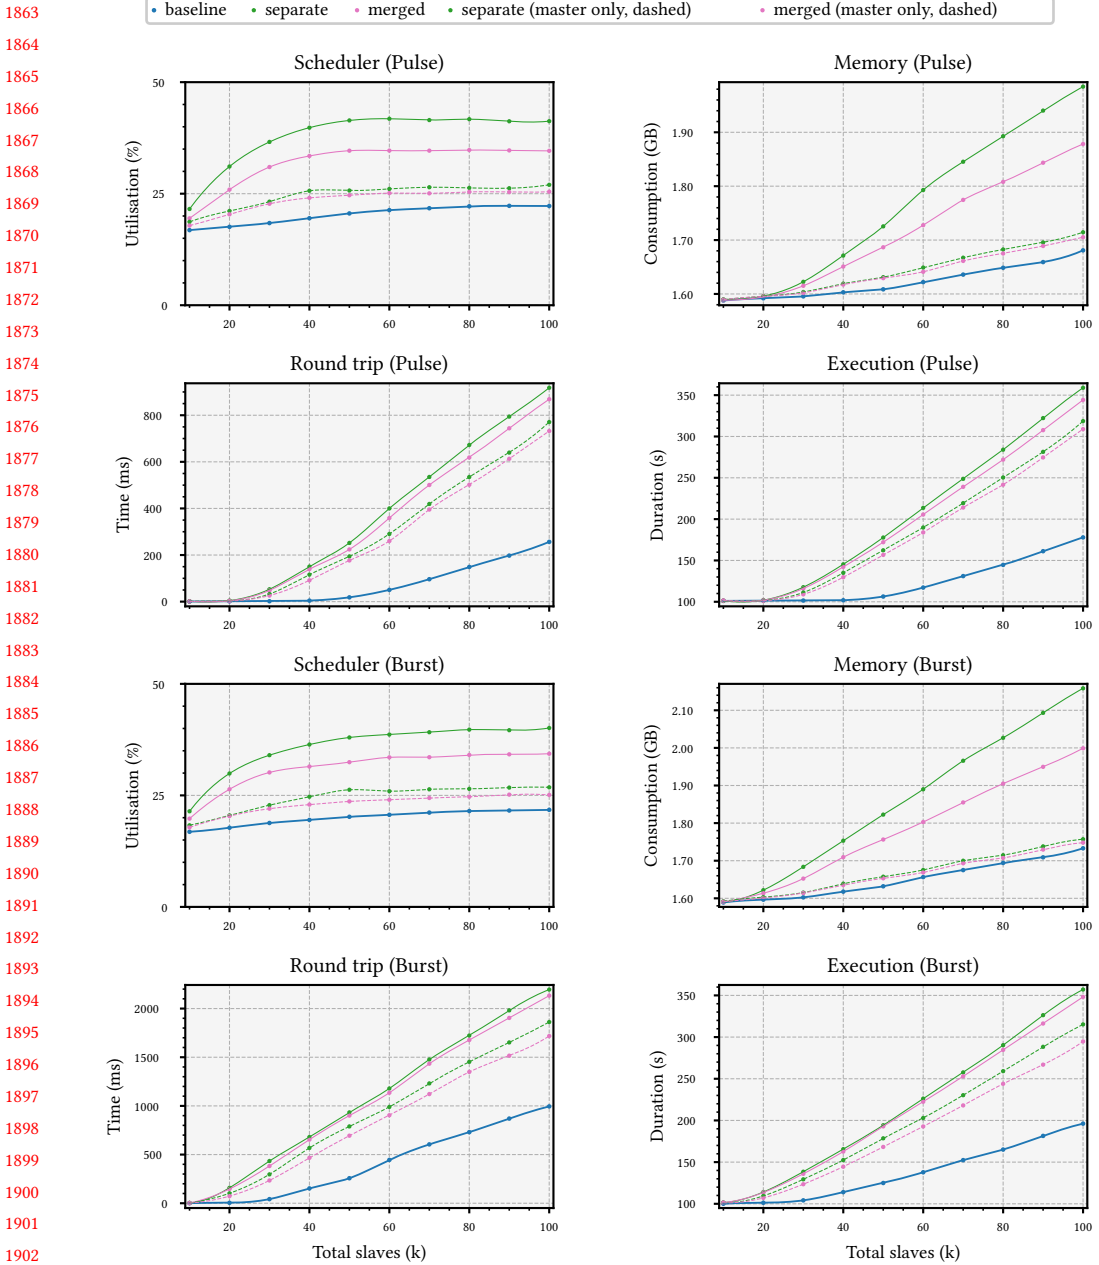 1863
baseline separate merged separate (master only, dashed) merged (master only, dashed)
1864
1865
1866
1867
1868
1869
1870
1871
1872
1873
1874
1875
1876
1877
1878
1879
1880
1881
1882
1883
1884
1885
1886
1887
1888
1889
1890
1891
1892
1893
1894
1895
1896
1897
1898
1899
1900
1901
1902
Scheduler (Pulse)
Utilisation (%)
50
25
0
20 40 60 80 100
Memory (Pulse)
Consumption (GB)
1.90
1.80
1.70
1.60
20 40 60 80 100
Round trip (Pulse)
Time (ms)
800
600
400
200
0
20 40 60 80 100
Execution (Pulse)
Duration (s)
350
300
250
200
150
100
20 40 60 80 100
Scheduler (Burst)
Utilisation (%)
50
25
0
20 40 60 80 100
Memory (Burst)
Consumption (GB)
2.10
2.00
1.90
1.80
1.70
1.60
20 40 60 80 100
Round trip (Burst)
Time (ms)
2000
1500
1000
500
0
20 40 60 80 100
Total slaves (k)
Execution (Burst)
Duration (s)
350
300
250
200
150
100
20 40 60 80 100
Total slaves (k)